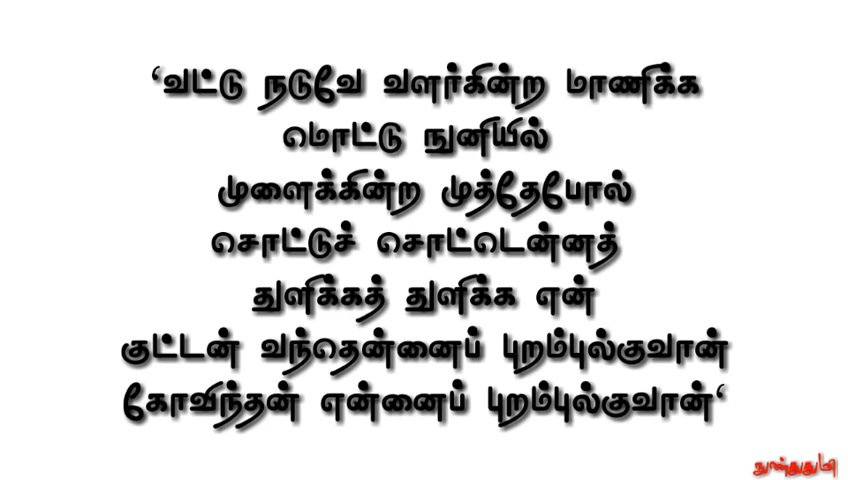 ‘வட்டு நடுவே வளர்கின்ற மாணிக்க
மொட்டு நுனியில்
முளைக்கின்ற முத்தேபோல்
சொட்டுச் சொட்டென்னத்
துளிக்கத் துளிக்க என்
குட்டன் வந்தென்னைப் புறம்புல்குவான்
கோவிந்தன் என்னைப் புறம்புல்குவான்‘